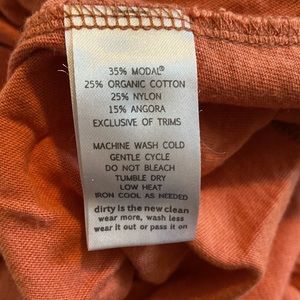 35% MODAL®
25% ORGANIC COTTON
25% NYLON
15% ANGORA
EXCLUSIVE OF TRIMS
MACHINE WASH COLD
GENTLE CYCLE
DO NOT BLEACH
TUMBLE DRY
LOW HEAT
IRON COOL AS NEEDED
dirty is the new clean
wear more, wash less
wear it out or pass it on